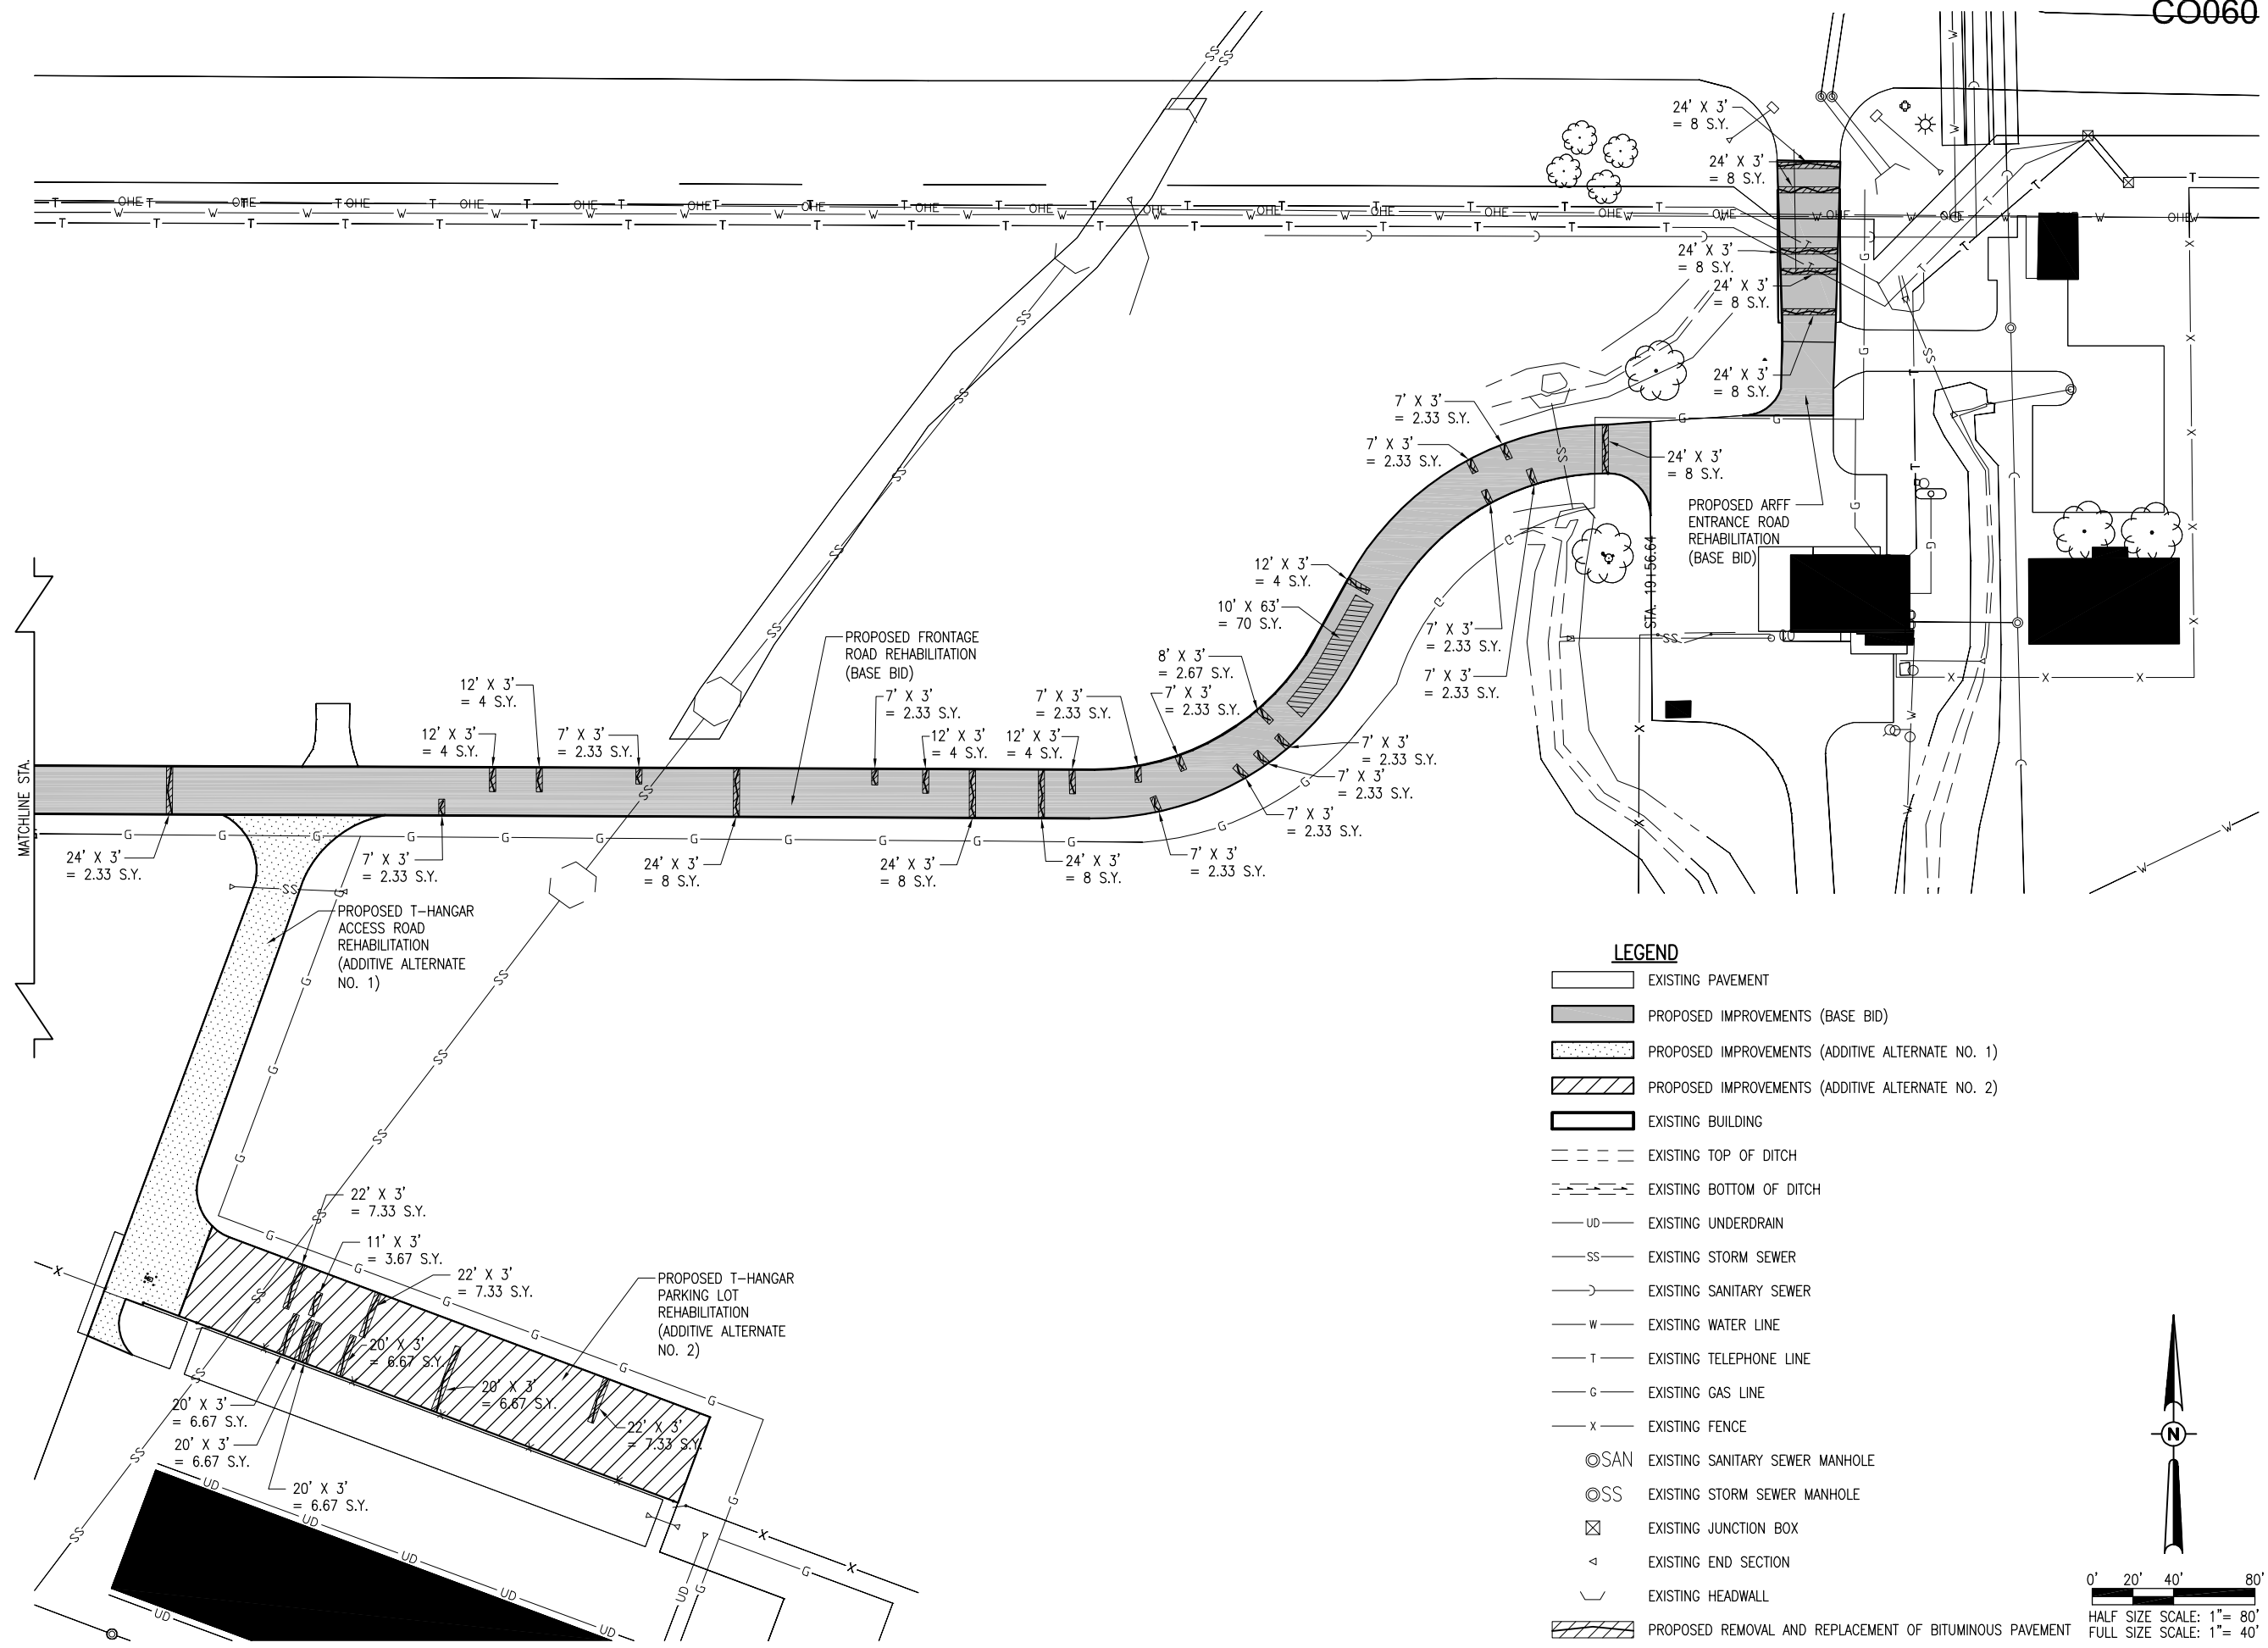 CO060
24' X 3'
= 8 S.Y.
24' X 3'
= 8 S.Y.
24' X 3'
= 8 S.Y.
24' X 3'
= 8 S.Y.
24' X 3'
= 8 S.Y.
7' X 3'
= 2.33 S.Y.
7' X 3'
= 2.33 S.Y.
24' X 3'
= 8 S.Y.
PROPOSED ARFF
ENTRANCE ROAD
REHABILITATION
(BASE BID)
STA. 19+56.64
12' X 3'
= 4 S.Y.
10' X 63'
= 70 S.Y.
7' X 3'
= 2.33 S.Y.
7' X 3'
= 2.33 S.Y.
PROPOSED FRONTAGE
ROAD REHABILITATION
(BASE BID)
8' X 3'
= 2.67 S.Y.
12' X 3'
= 4 S.Y.
12' X 3'
= 4 S.Y.
7' X 3'
= 2.33 S.Y.
7' X 3'
= 2.33 S.Y.
12' X 3'
= 4 S.Y.
12' X 3'
= 4 S.Y.
7' X 3'
= 2.33 S.Y.
7' X 3'
= 2.33 S.Y.
7' X 3'
= 2.33 S.Y.
7' X 3'
= 2.33 S.Y.
7' X 3'
= 2.33 S.Y.
7' X 3'
= 2.33 S.Y.
MATCHLINE STA.
24' X 3'
= 2.33 S.Y.
7' X 3'
= 2.33 S.Y.
24' X 3'
= 8 S.Y.
24' X 3'
= 8 S.Y.
24' X 3'
= 8 S.Y.
PROPOSED T-HANGAR
ACCESS ROAD
REHABILITATION
(ADDITIVE ALTERNATE
NO. 1)
22' X 3'
= 7.33 S.Y.
11' X 3'
= 3.67 S.Y.
22' X 3'
= 7.33 S.Y.
PROPOSED T-HANGAR
PARKING LOT
REHABILITATION
(ADDITIVE ALTERNATE
NO. 2)
20' X 3'
= 6.67 S.Y.
20' X 3'
= 6.67 S.Y.
22' X 3'
= 7.33 S.Y.
20' X 3'
= 6.67 S.Y.
20' X 3'
= 6.67 S.Y.
20' X 3'
= 6.67 S.Y.
LEGEND
EXISTING PAVEMENT
PROPOSED IMPROVEMENTS (BASE BID)
PROPOSED IMPROVEMENTS (ADDITIVE ALTERNATE NO. 1)
PROPOSED IMPROVEMENTS (ADDITIVE ALTERNATE NO. 2)
EXISTING BUILDING
EXISTING TOP OF DITCH
EXISTING BOTTOM OF DITCH
UD EXISTING UNDERDRAIN
SS EXISTING STORM SEWER
EXISTING SANITARY SEWER
W EXISTING WATER LINE
T EXISTING TELEPHONE LINE
G EXISTING GAS LINE
X EXISTING FENCE
SAN EXISTING SANITARY SEWER MANHOLE
SS EXISTING STORM SEWER MANHOLE
EXISTING JUNCTION BOX
EXISTING END SECTION
EXISTING HEADWALL
PROPOSED REMOVAL AND REPLACEMENT OF BITUMINOUS PAVEMENT
N
0' 20' 40' 80'
HALF SIZE SCALE: 1"= 80'
FULL SIZE SCALE: 1"= 40'